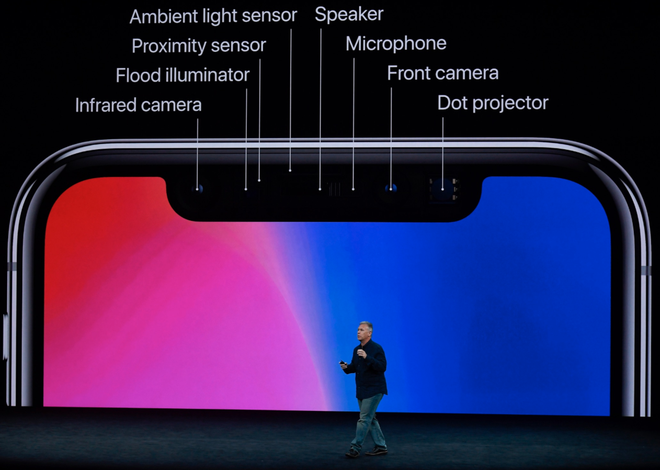 Ambient light sensor Speaker
Proximity sensor Microphone
Flood illuminator Front camera
Infrared camera Dot projector